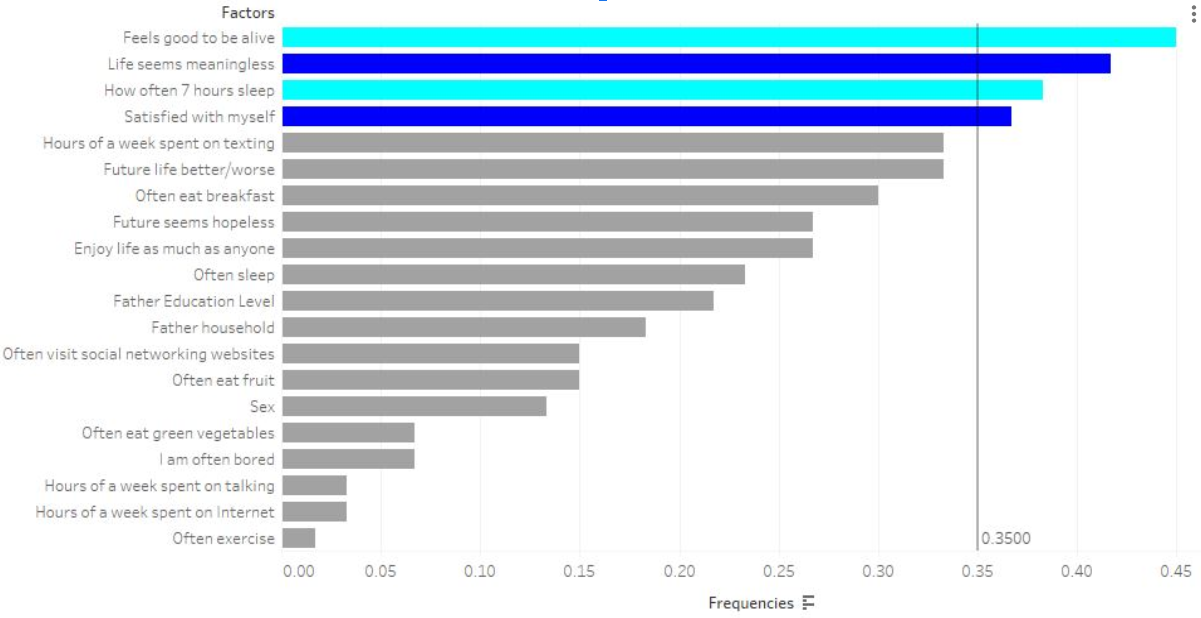 Factors
Feels good to be alive
Life seems meaningless
How often 7 hours sleep
Satisfied with myself
Hours of a week spent on texting
Future life better/worse
Often eat breakfast
Future seems hopeless
Enjoy life as much as anyone
Often sleep
Father Education Level
Father household
Often visit social networking websites
Often eat fruit
Sex
Often eat green vegetables
I am often bored
Hours of a week spent on talking
Hours of a week spent on Internet
Often exercise
0.3500
0.00 0.05 0.10 0.15 0.20 0.25 0.30 0.35 0.40 0.45
Frequencies